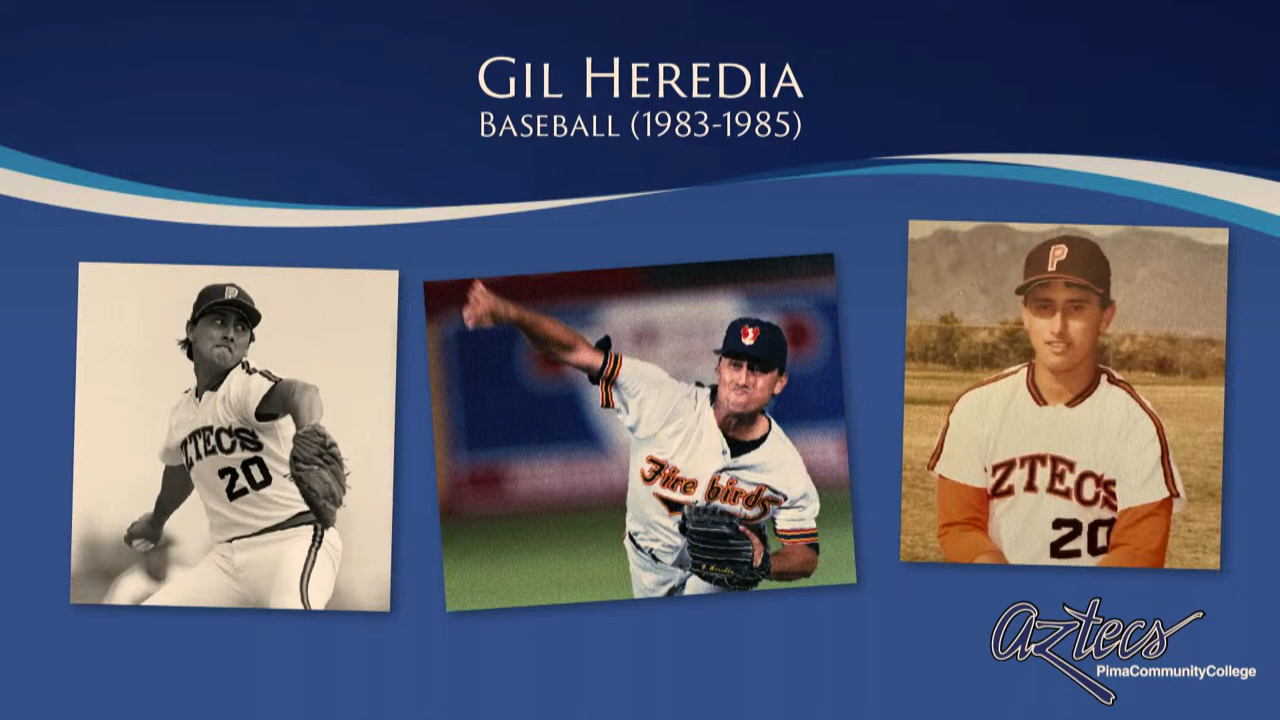 GIL HEREDIA
BASEBALL (1983-1985)
P
ZTECS
20
Fire birds
P
ZTECS
20
aztecs
PimaCommunityCollege